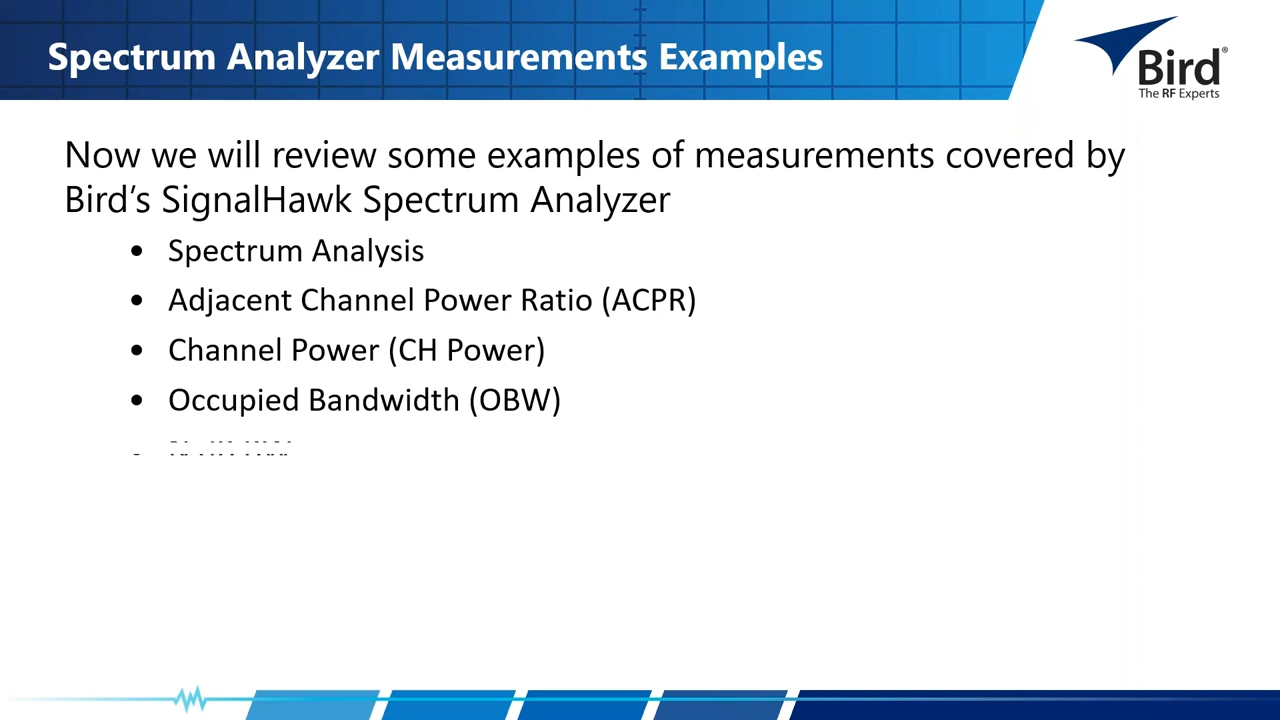 Spectrum Analyzer Measurements Examples
Bird®
The RF Experts
Now we will review some examples of measurements covered by
Bird’s SignalHawk Spectrum Analyzer
• Spectrum Analysis
• Adjacent Channel Power Ratio (ACPR)
• Channel Power (CH Power)
• Occupied Bandwidth (OBW)